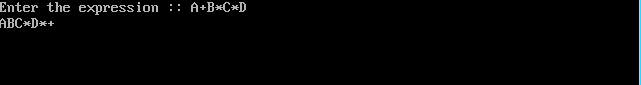 Enter the expression :: A+B*C*D
ABC*D*+